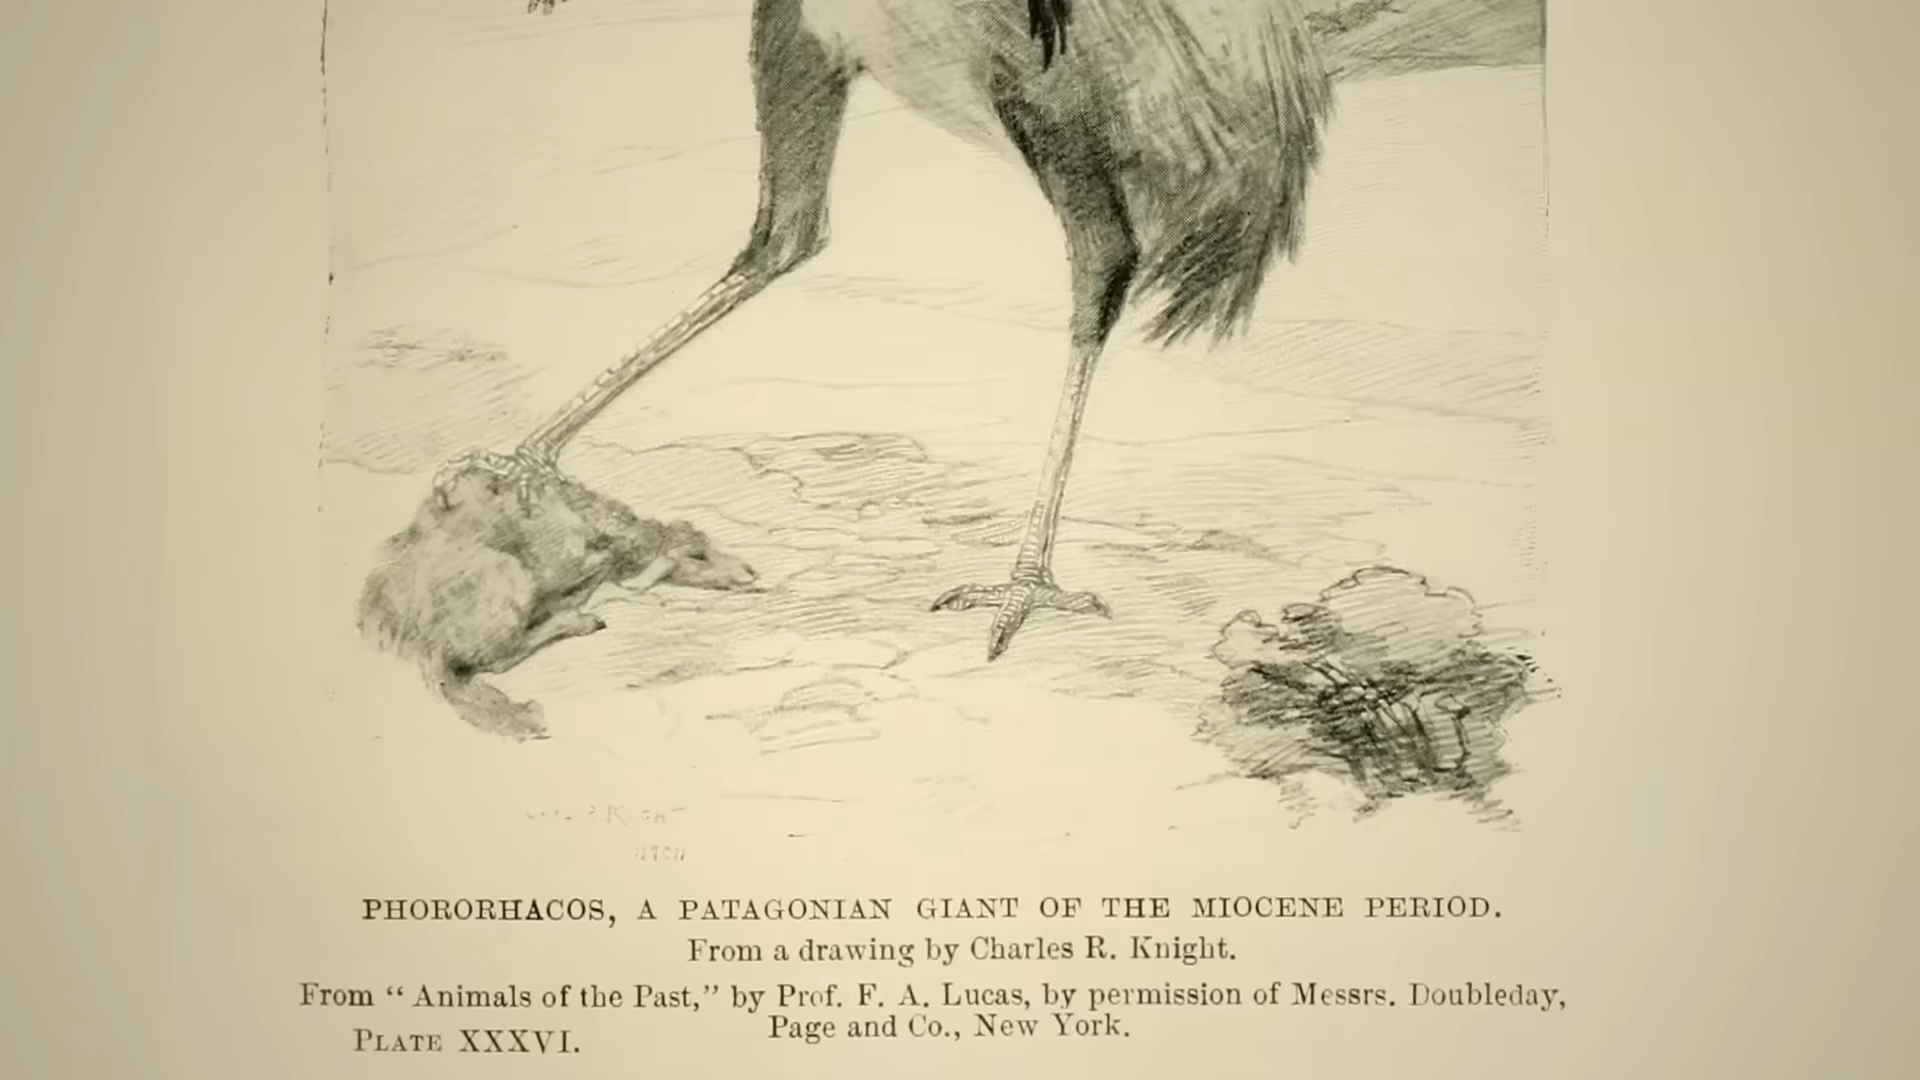 PHORORHACOS, A PATAGONIAN GIANT OF THE MIOCENE PERIOD.
From a drawing by Charles R. Knight.
From “ Animals of the Past,” by Prof. F. A. Lucas, by permission of Messrs. Doubleday,
Page and Co., New York.
PLATE XXXVI.